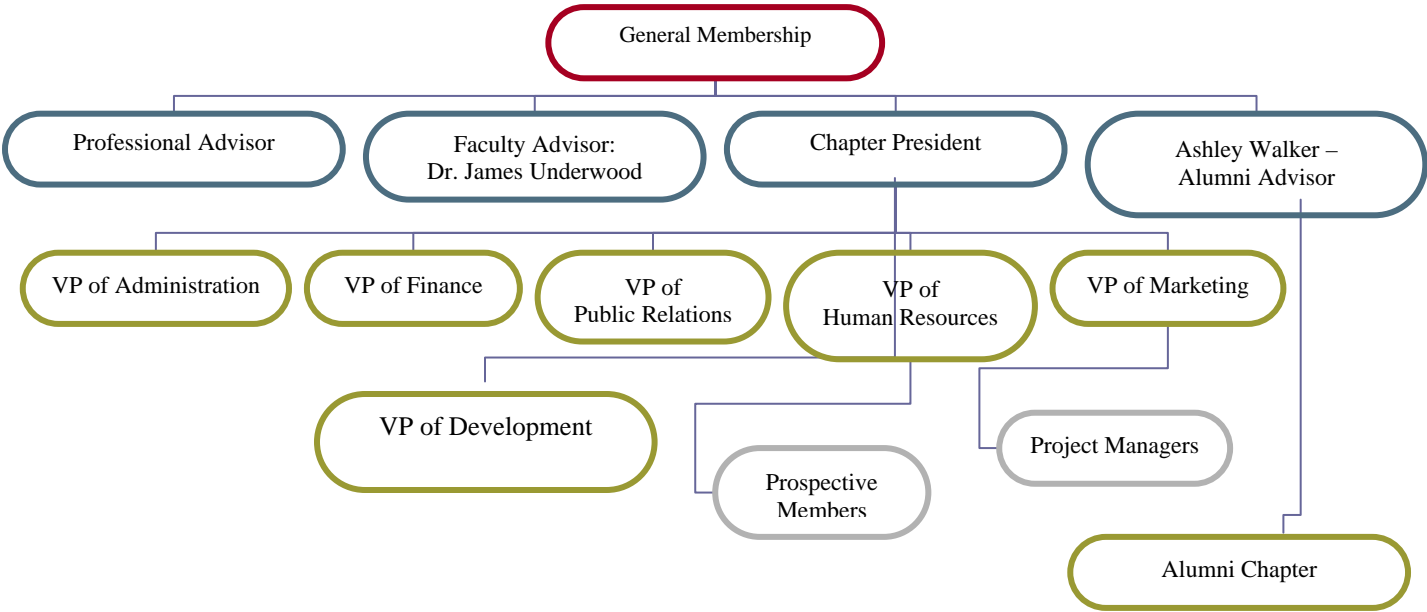 General Membership
Professional Advisor
Faculty Advisor:
Dr. James Underwood
Chapter President
Ashley Walker –
Alumni Advisor
VP of Administration
VP of Finance
VP of
Public Relations
VP of
Human Resources
VP of Marketing
VP of Development
Prospective
Members
Project Managers
Alumni Chapter